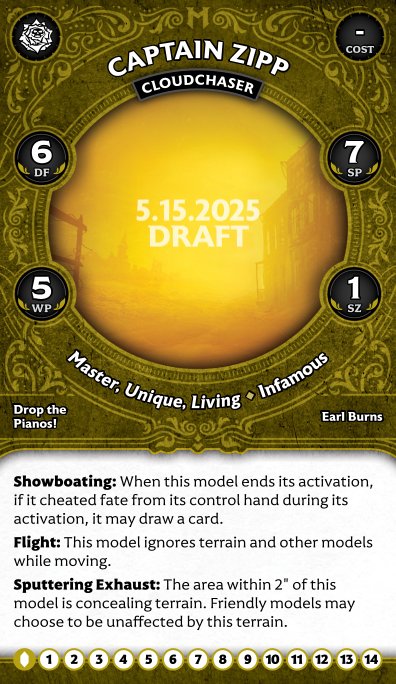 M
CAPTAIN ZIPP
-
COST
CLOUDCHASER
6
DF
7
SP
5.15.2025
DRAFT
5
WP
1
SZ
Master, Unique, Living • Infamous
Drop the
Pianos!
Earl Burns
Showboating: When this model ends its activation,
if it cheated fate from its control hand during its
activation, it may draw a card.
Flight: This model ignores terrain and other models
while moving.
Sputtering Exhaust: The area within 2" of this
model is concealing terrain. Friendly models may
choose to be unaffected by this terrain.
1 2 3 4 5 6 7 8 9 10 11 12 13 14